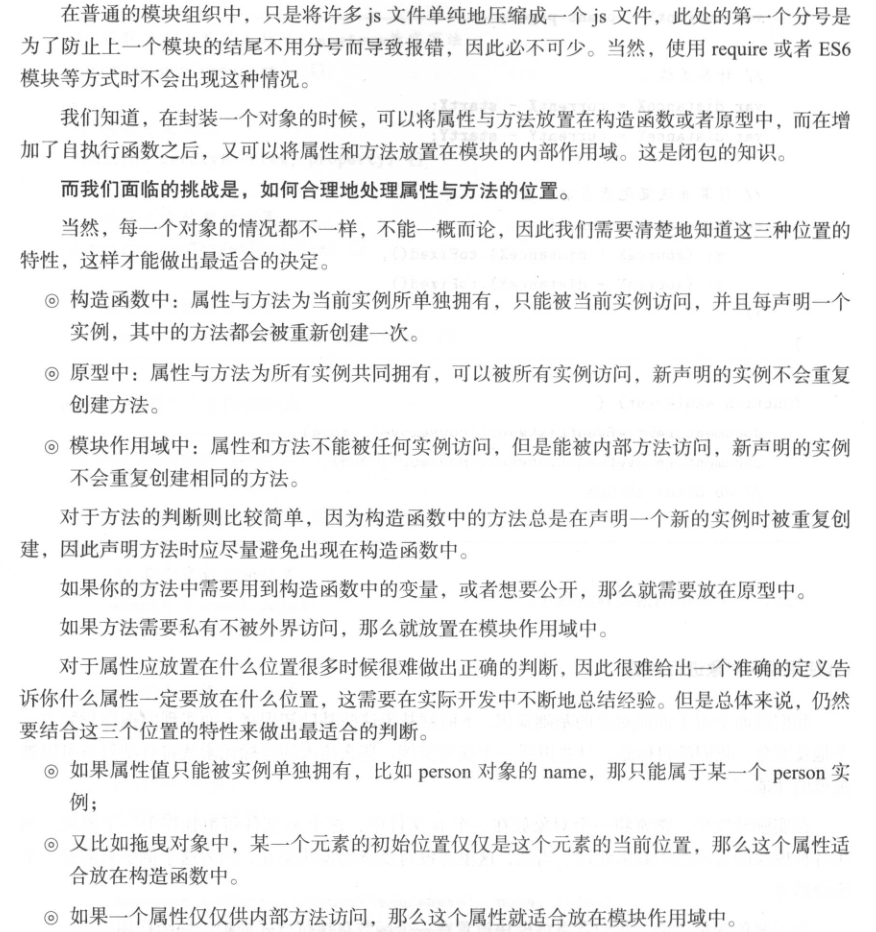 在普通的模块组织中，只是将许多 js 文件单纯地压缩成一个 js 文件，此处的第一个分号是
为了防止上一个模块的结尾不用分号而导致报错，因此必不可少。当然，使用 require 或者 ES6
模块等方式时不会出现这种情况。
我们知道，在封装一个对象的时候，可以将属性与方法放置在构造函数或者原型中，而在增
加了自执行函数之后，又可以将属性和方法放置在模块的内部作用域。这是闭包的知识。
而我们面临的挑战是，如何合理地处理属性与方法的位置。
当然，每一个对象的情况都不一样，不能一概而论，因此我们需要清楚地知道这三种位置的
特性，这样才能做出最适合的决定。
◎ 构造函数中：属性与方法为当前实例所单独拥有，只能被当前实例访问，并且每声明一个
实例，其中的方法都会被重新创建一次。
◎ 原型中：属性与方法为所有实例共同拥有，可以被所有实例访问，新声明的实例不会重复
创建方法。
◎ 模块作用域中：属性和方法不能被任何实例访问，但是能被内部方法访问，新声明的实例
不会重复创建相同的方法。
对于方法的判断则比较简单，因为构造函数中的方法总是在声明一个新的实例时被重复创
建，因此声明方法时应尽量避免出现在构造函数中。
如果你的方法中需要用到构造函数中的变量，或者想要公开，那么就需要放在原型中。
如果方法需要私有不被外界访问，那么就放置在模块作用域中。
对于属性应放置在什么位置很多时候很难做出正确的判断，因此很难给出一个准确的定义告
诉你什么属性一定要放在什么位置，这需要在实际开发中不断地总结经验。但是总体来说，仍然
要结合这三个位置的特性来做出最适合的判断。
◎ 如果属性值只能被实例单独拥有，比如 person 对象的 name，那只能属于某一个 person 实
例；
◎ 又比如拖曳对象中，某一个元素的初始位置仅仅是这个元素的当前位置，那么这个属性适
合放在构造函数中。
◎ 如果一个属性仅仅供内部方法访问，那么这个属性就适合放在模块作用域中。